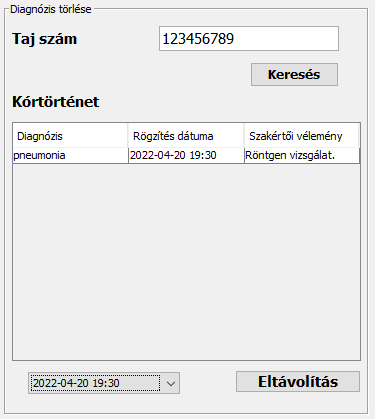 Diagnózis törlése
Taj szám 123456789
Keresés
Kórtörténet
Diagnózis Rögzítés dátuma Szakértői vélemény
pneumonia 2022-04-20 19:30 Röntgen vizsgálat.
2022-04-20 19:30 Eltávolítás